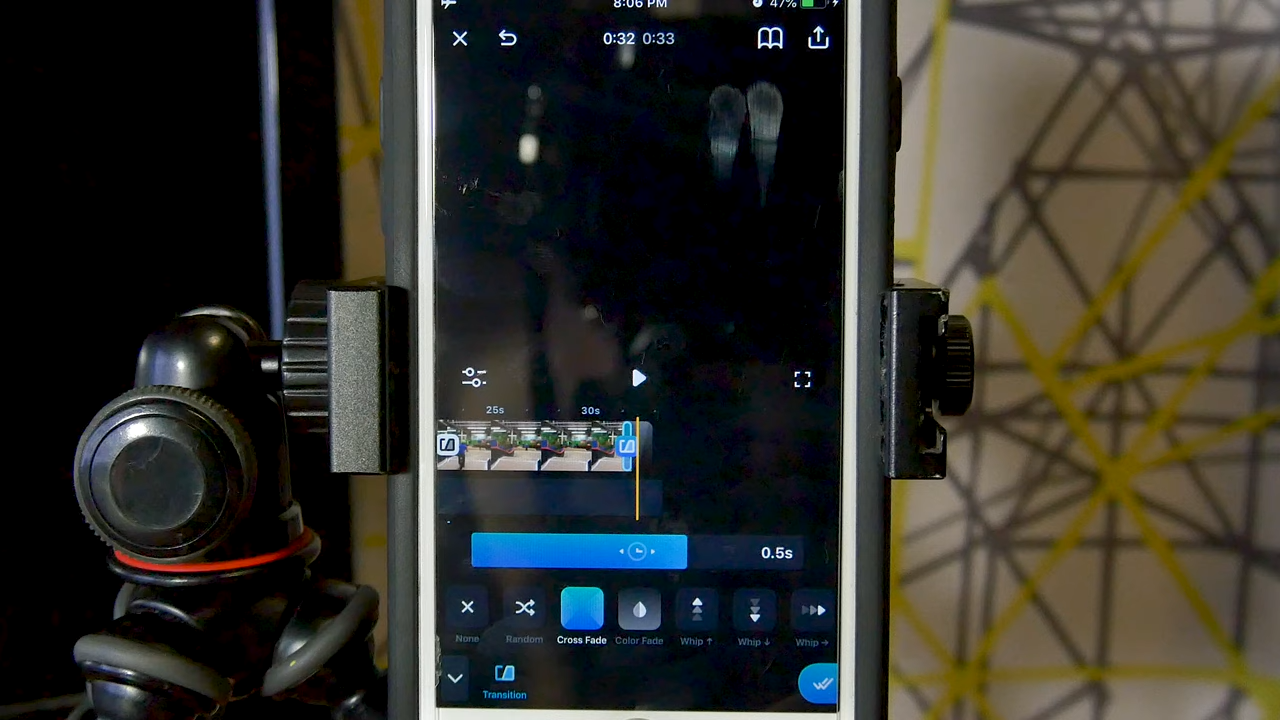 8:06 PM 47%
0:32 0:33
25s 30s
0.5s
None Random Cross Fade Color Fade Whip ↑ Whip ↓ Whip →
Transition